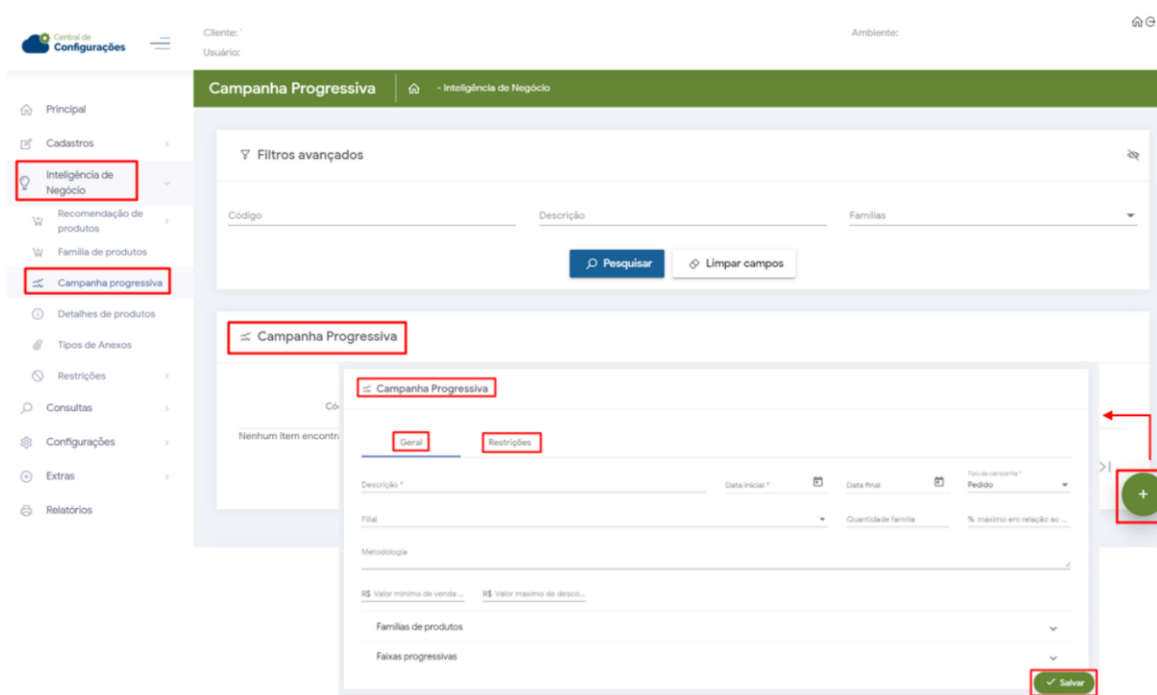 Central de
Configurações
Cliente:
Usuário:
Ambiente:
Campanha Progressiva
- Inteligência de Negócio
Principal
Cadastros
Inteligência de
Negócio
Recomendação de
produtos
Família de produtos
Campanha progressiva
Detalhes de produtos
Tipos de Anexos
Restrições
Consultas
Configurações
Extras
Relatórios
Filtros avançados
Código
Descrição
Famílias
Pesquisar
Limpar campos
Campanha Progressiva
Nenhum item
Campanha Progressiva
Geral
Restrições
Descrição *
Data inicial *
Data final
Tipo da campanha *
Pedido
Filial
Quantidade família
% máximo em relação ao ...
Metodologia
R$ Valor mínimo de venda ...
R$ Valor maximo de desco...
Famílias de produtos
Faixas progressivas
Salvar